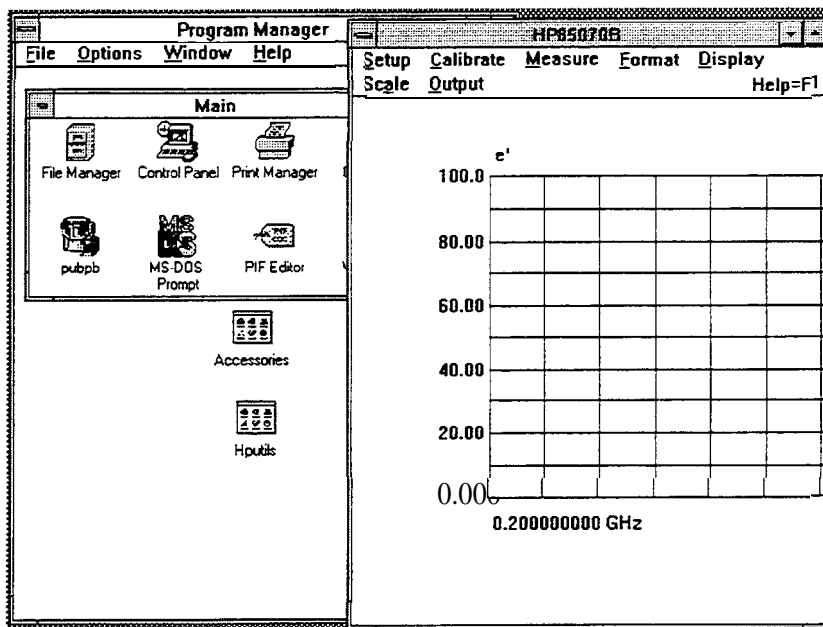 Program Manager
File Options Window Help
Main
File Manager Control Panel Print Manager
pubpb MS-DOS Prompt PIF Editor
Accessories
Hputils
HP85070B
Setup Calibrate Measure Format Display
Scale Output Help=F1
e'
100.0
80.00
60.00
40.00
20.00
0.00
0.200000000 GHz